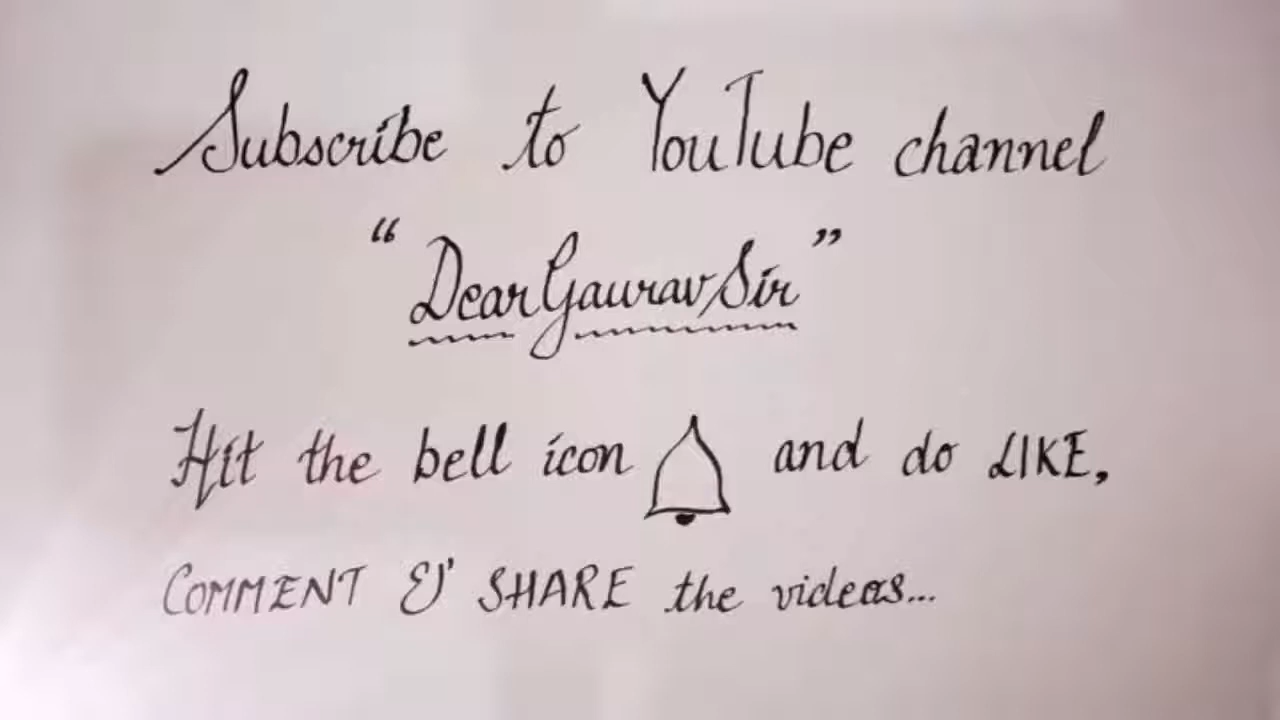 Subscribe to YouTube channel
“DearGauravSir”
Hit the bell icon and do LIKE,
COMMENT & SHARE the videos...